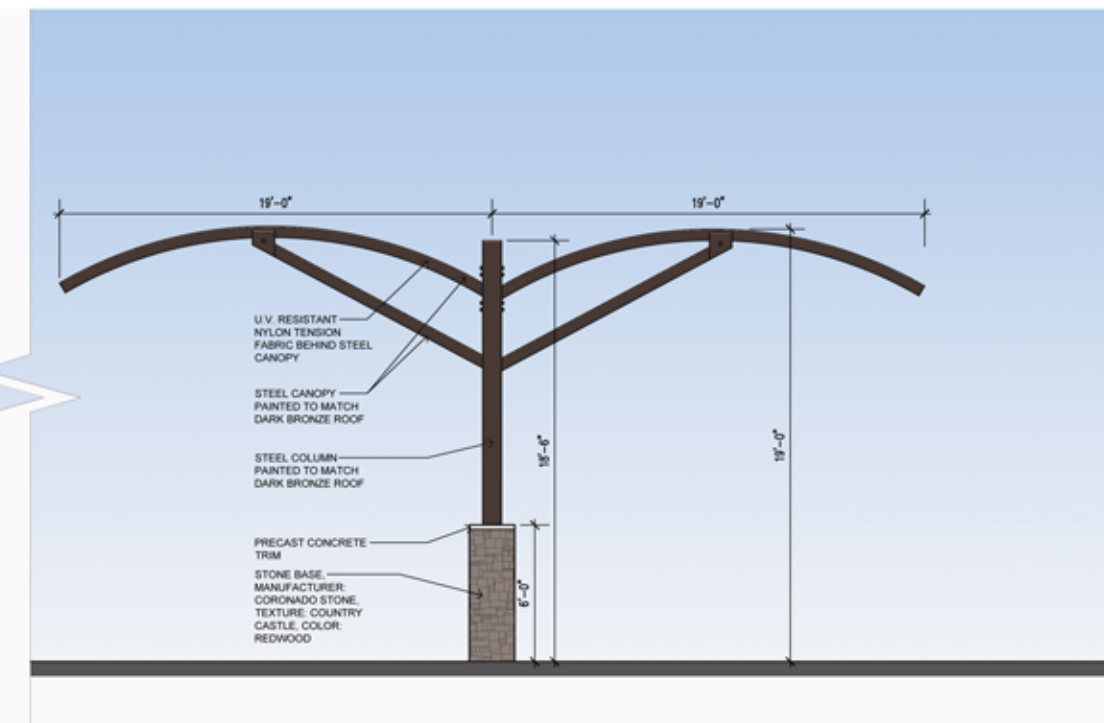 19'-0"
19'-0"
U.V. RESISTANT
NYLON TENSION
FABRIC BEHIND STEEL
CANOPY
STEEL CANOPY
PAINTED TO MATCH
DARK BRONZE ROOF
STEEL COLUMN
PAINTED TO MATCH
DARK BRONZE ROOF
18'-6"
19'-0"
PRECAST CONCRETE
TRIM
STONE BASE,
MANUFACTURER:
CORONADO STONE,
TEXTURE: COUNTRY
CASTLE, COLOR:
REDWOOD
6'-0"